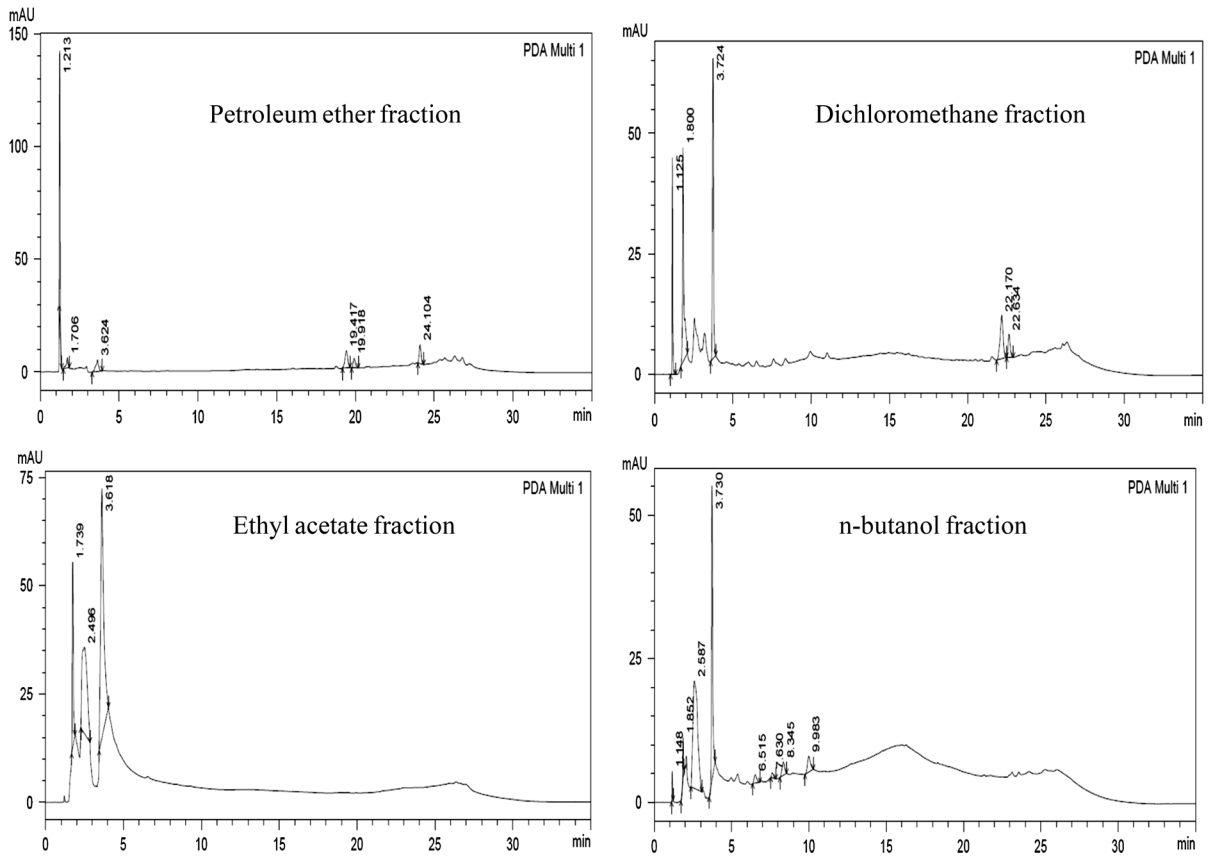 mAU
150
100
50
0
PDA Multi 1
Petroleum ether fraction
1.213
1.706
3.624
19.417
19.918
24.104
0 5 10 15 20 25 30 min
mAU
50
25
0
PDA Multi 1
Dichloromethane fraction
1.125
1.800
3.724
22.170
22.634
0 5 10 15 20 25 30 min
mAU
75
50
25
0
PDA Multi 1
Ethyl acetate fraction
1.739
2.496
3.618
0 5 10 15 20 25 30 min
mAU
50
25
0
PDA Multi 1
n-butanol fraction
1.148
1.852
2.587
3.730
6.515
7.630
8.345
9.983
0 5 10 15 20 25 30 min